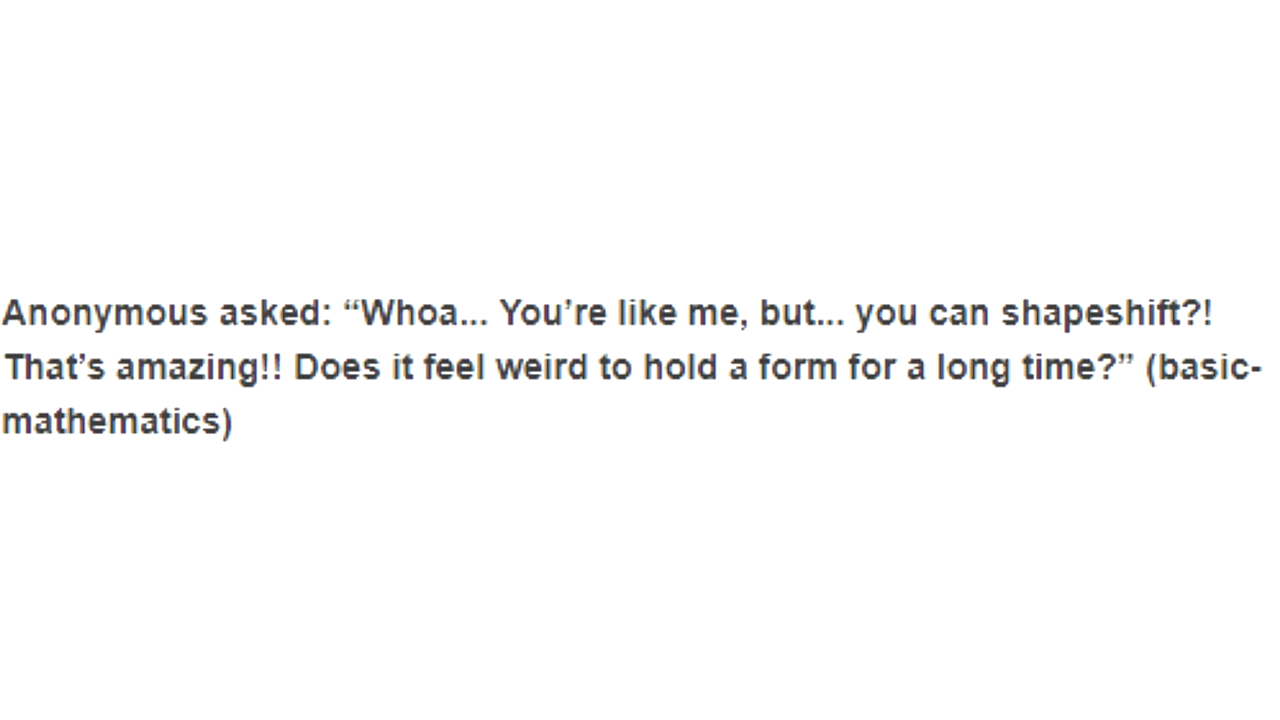 Anonymous asked: “Whoa... You’re like me, but... you can shapeshift?!
That’s amazing!! Does it feel weird to hold a form for a long time?” (basic-
mathematics)